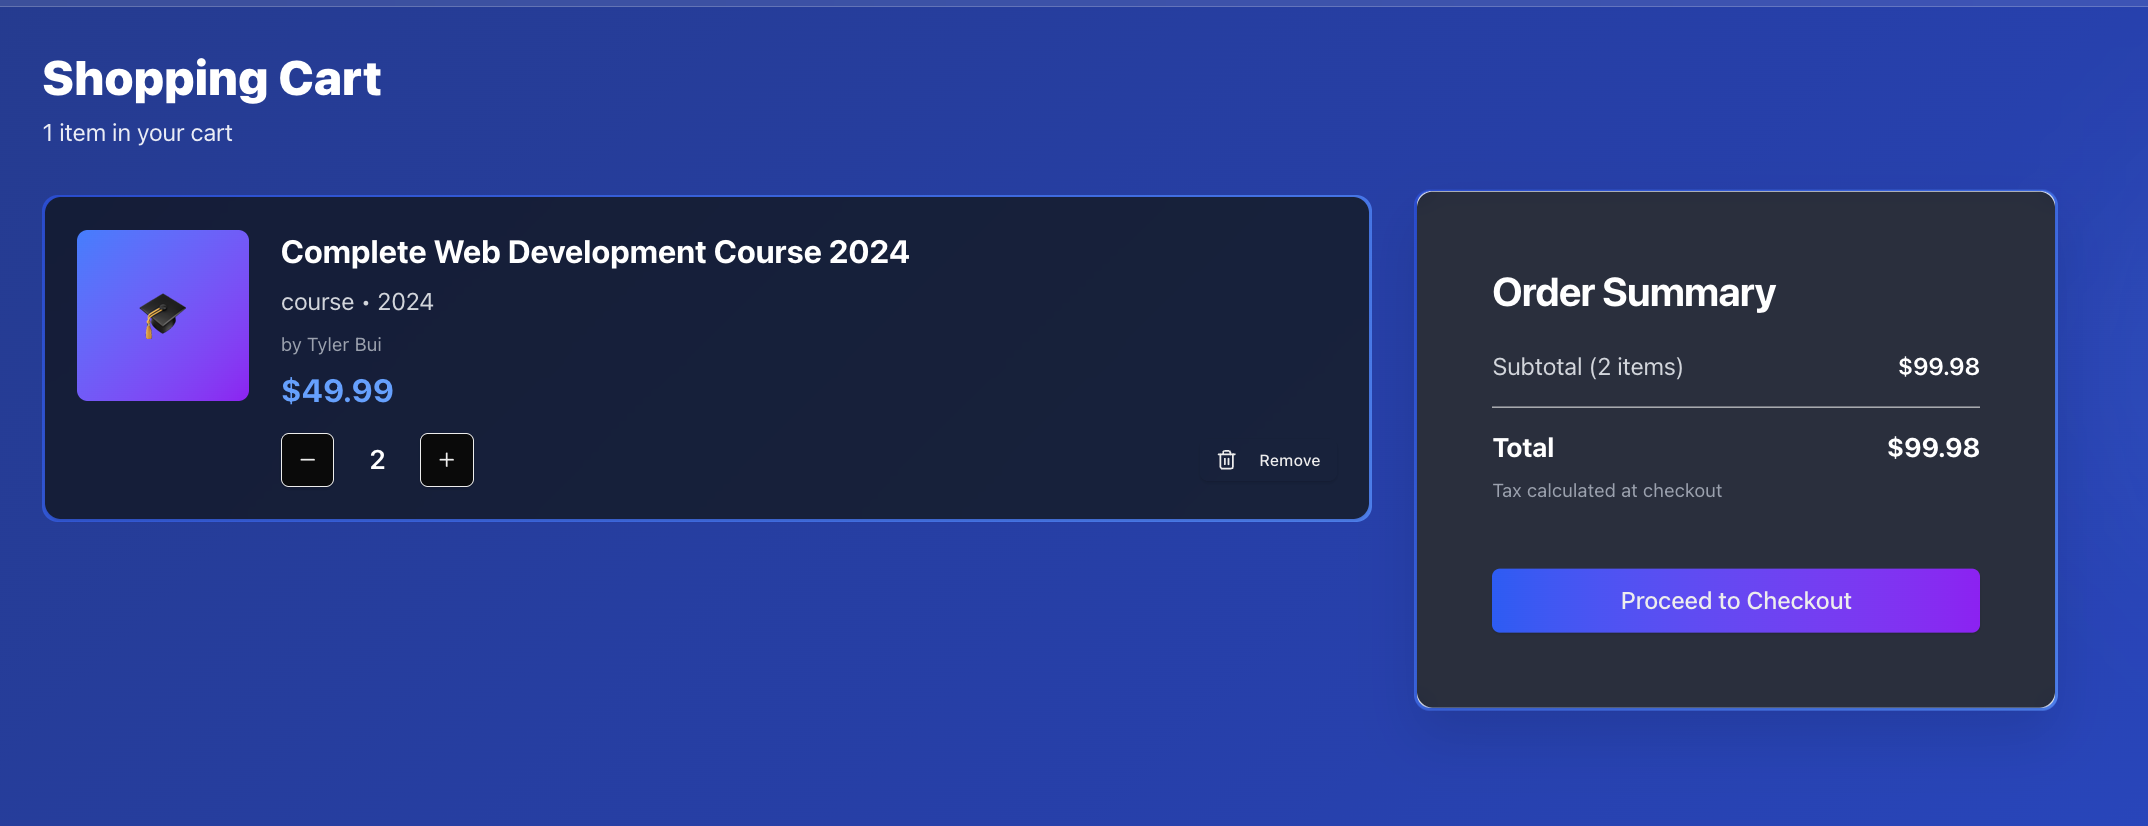 Shopping Cart
1 item in your cart
Complete Web Development Course 2024
course • 2024
by Tyler Bui
$49.99
− 2 +
Remove
Order Summary
Subtotal (2 items) $99.98
Total $99.98
Tax calculated at checkout
Proceed to Checkout